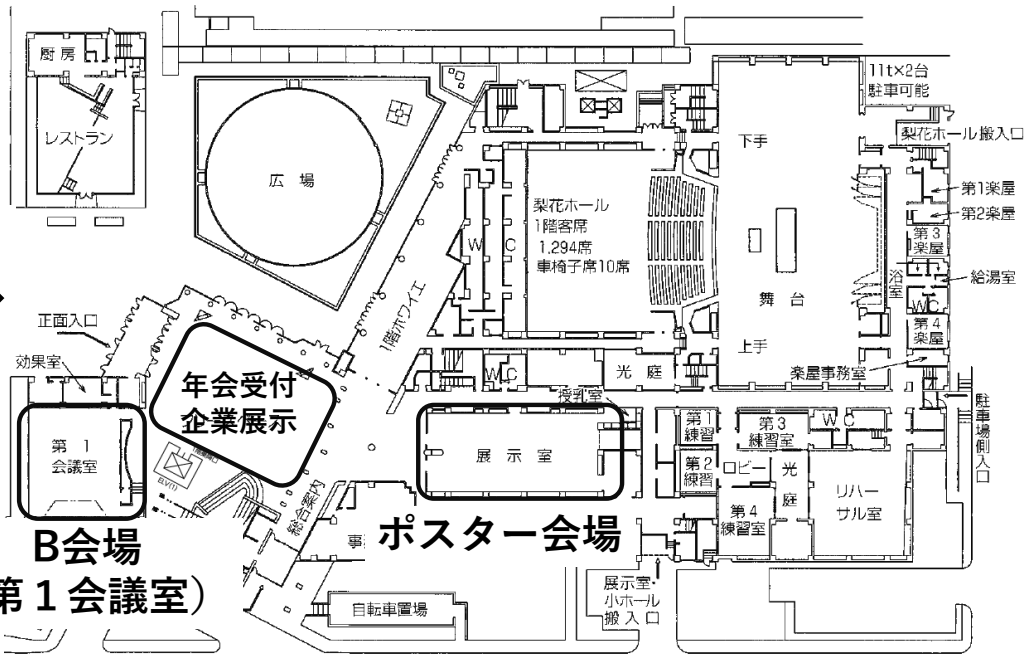 厨房
レストラン
広場
11t×2台
駐車可能
梨花ホール搬入口
下手
第1楽屋
第2楽屋
第3
楽屋
梨花ホール
1階客席
1,294席
車椅子席10席
W
C
浴室
給湯室
WC
舞台
第4
楽屋
上手
楽屋事務室
正面入口
効果室
1階ホワイエ
光庭
WC
授乳室
年会受付
企業展示
第1
会議室
展示室
第1
練習
第2
練習
第3
練習室
WC
ロビー
光庭
第4
練習室
リハー
サル室
駐車場側入口
総合案内
事
ポスター会場
B会場
第1会議室）
自転車置場
展示室・
小ホール
搬入口